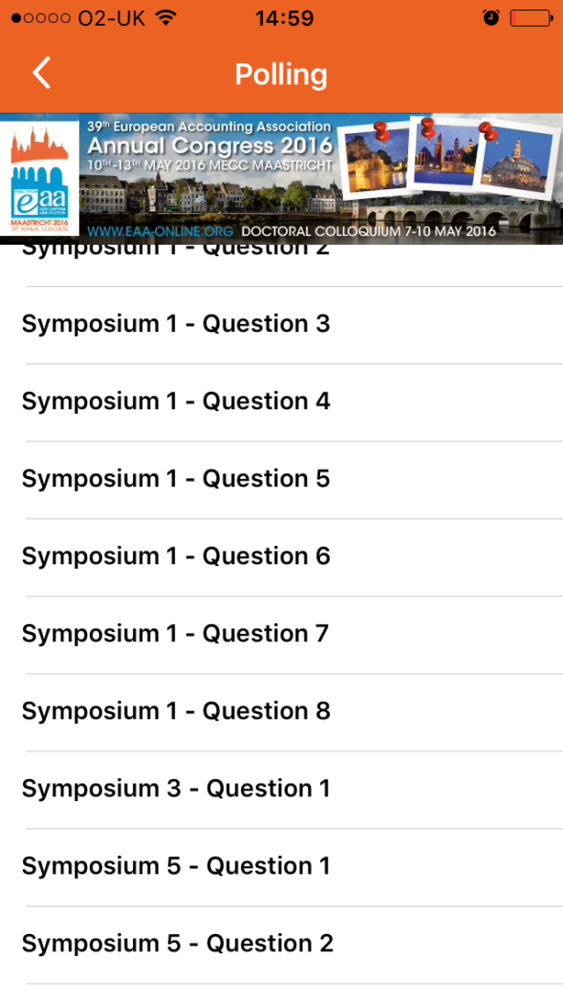 O2-UK 14:59
Polling
39th European Accounting Association
Annual Congress 2016
10TH-13TH MAY 2016 MECC MAASTRICHT
eaa
MAASTRICHT 2016
WWW.EAA-ONLINE.ORG DOCTORAL COLLOQUIUM 7-10 MAY 2016
Symposium 1 - Question 2
Symposium 1 - Question 3
Symposium 1 - Question 4
Symposium 1 - Question 5
Symposium 1 - Question 6
Symposium 1 - Question 7
Symposium 1 - Question 8
Symposium 3 - Question 1
Symposium 5 - Question 1
Symposium 5 - Question 2